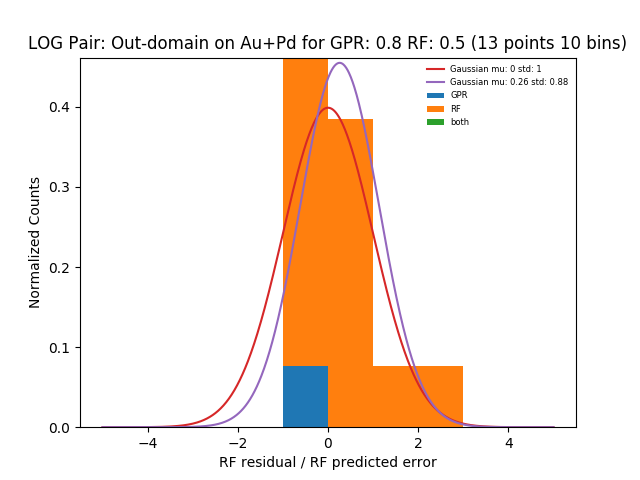 LOG Pair: Out-domain on Au+Pd for GPR: 0.8 RF: 0.5 (13 points 10 bins)
Gaussian mu: 0 std: 1
Gaussian mu: 0.26 std: 0.88
GPR
RF
both
Normalized Counts
0.4
0.3
0.2
0.1
0.0
−4 −2 0 2 4
RF residual / RF predicted error